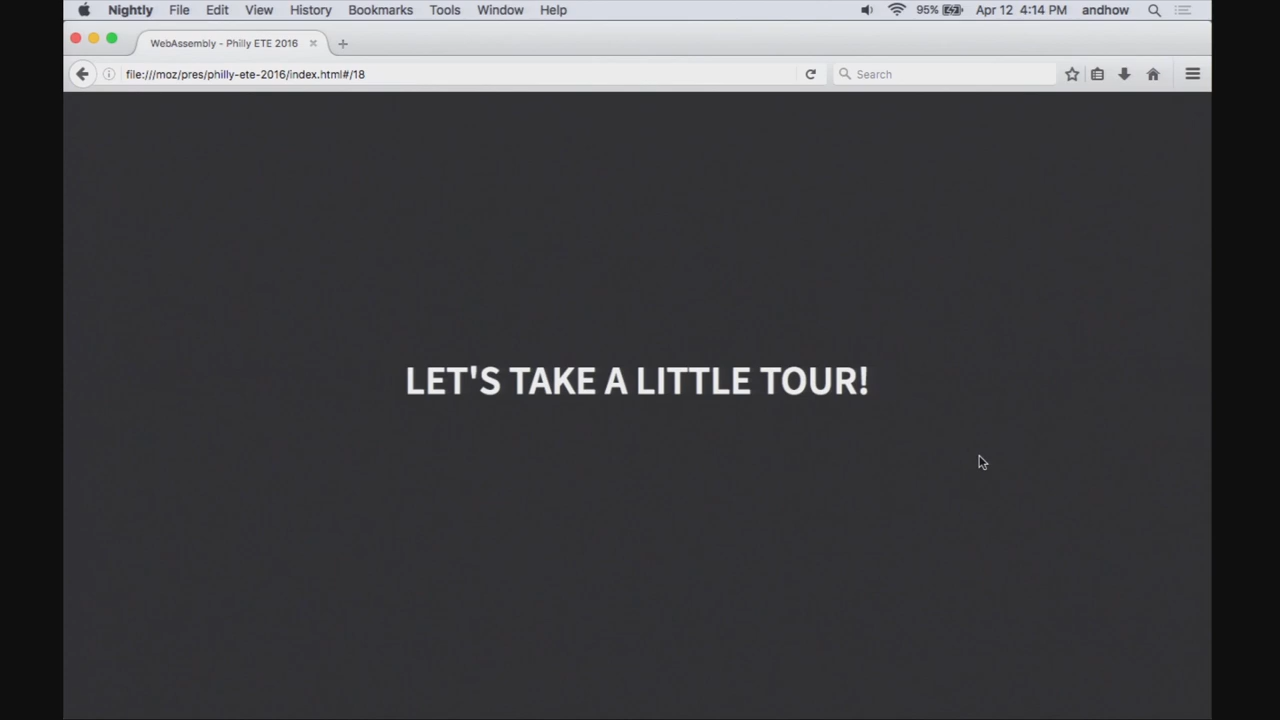 Nightly File Edit View History Bookmarks Tools Window Help 95% Apr 12 4:14 PM andhow
WebAssembly - Philly ETE 2016
file:///moz/pres/philly-ete-2016/index.html#/18 Search
LET'S TAKE A LITTLE TOUR!